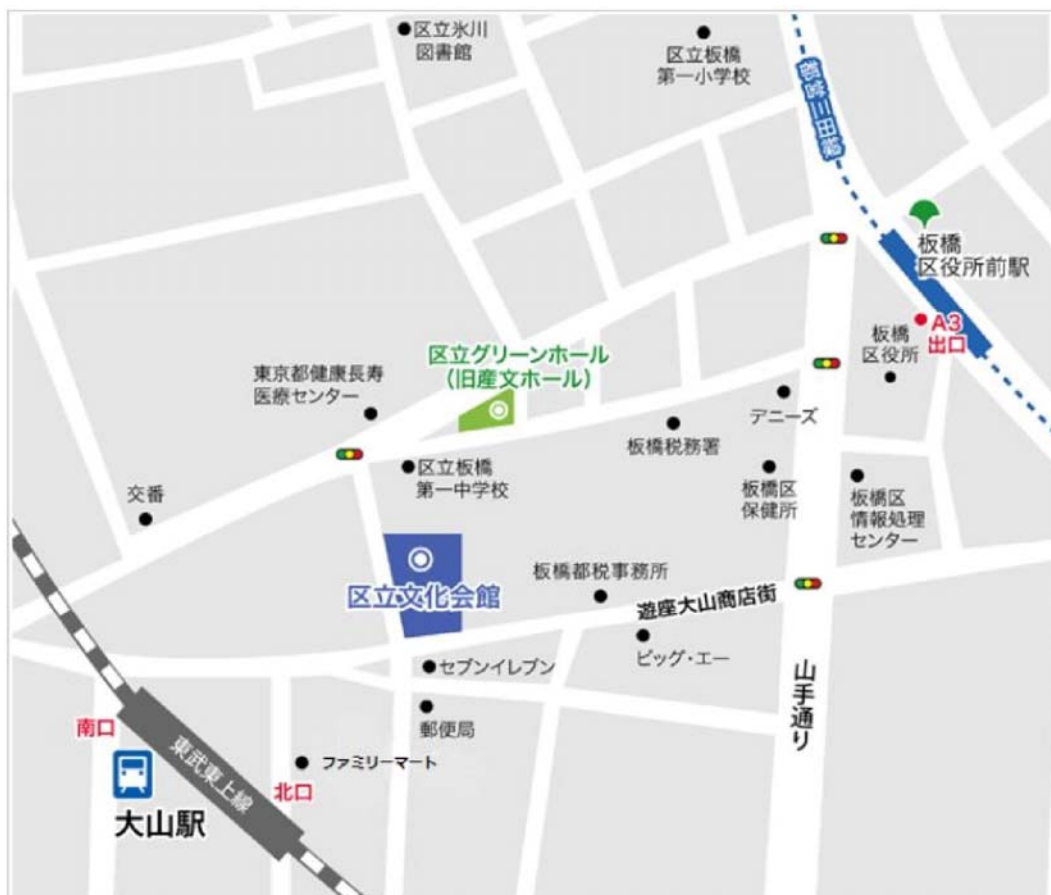 区立氷川
図書館
区立板橋
第一小学校
都営三田線
板橋
区役所前駅
A3
出口
板橋
区役所
区立グリーンホール
(旧産文ホール)
東京都健康長寿
医療センター
デニーズ
板橋税務署
区立板橋
第一中学校
板橋区
保健所
板橋区
情報処理
センター
交番
区立文化会館
板橋都税事務所
遊座大山商店街
ビッグ・エー
セブンイレブン
山手通り
郵便局
南口
東武東上線
ファミリーマート
北口
大山駅